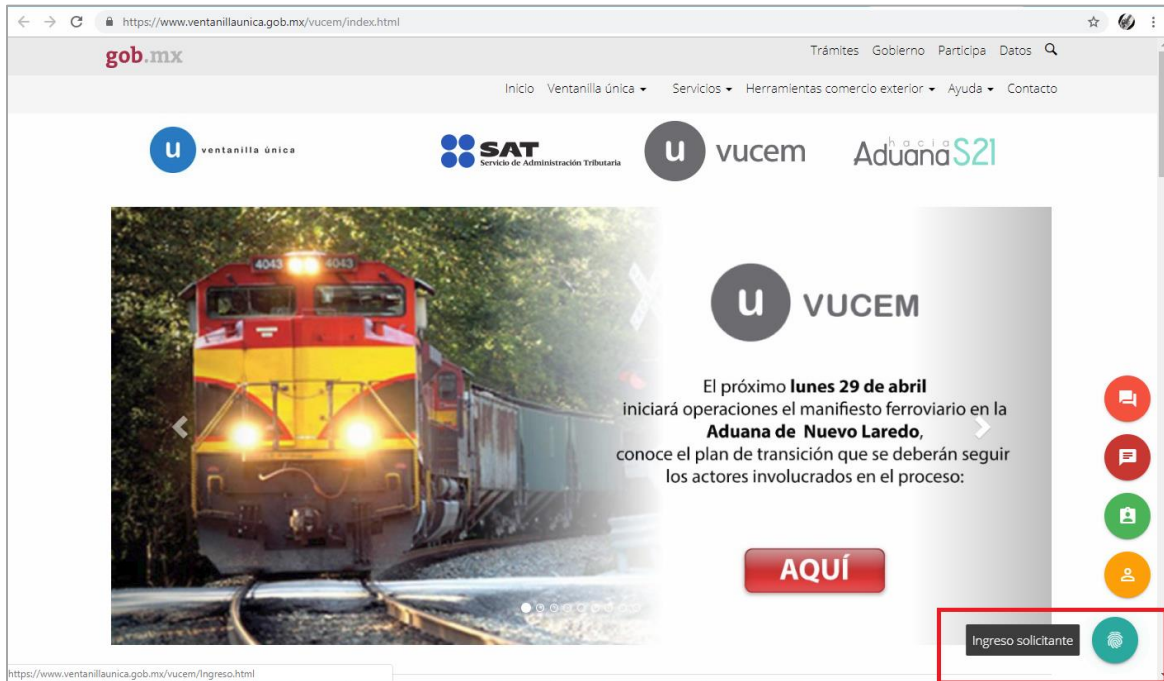 https://www.ventanillaunica.gob.mx/vucem/index.html
gob.mx
Trámites Gobierno Participa Datos
Inicio Ventanilla única Servicios Herramientas comercio exterior Ayuda Contacto
u ventanilla única
SAT
Servicio de Administración Tributaria
u vucem
hacia
Aduana S21
4043 4043
u VUCEM
El próximo lunes 29 de abril
iniciará operaciones el manifiesto ferroviario en la
Aduana de Nuevo Laredo,
conoce el plan de transición que se deberán seguir
los actores involucrados en el proceso:
AQUÍ
Ingreso solicitante
https://www.ventanillaunica.gob.mx/vucem/Ingreso.html